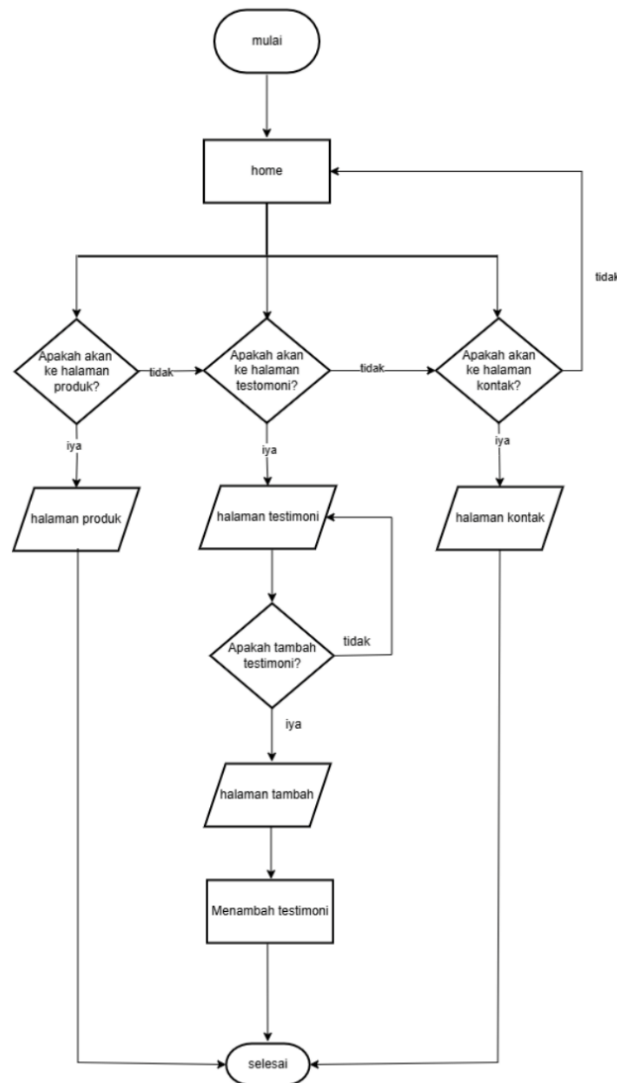 mulai
home
tidak
Apakah akan
ke halaman
produk?
tidak
Apakah akan
ke halaman
testomoni?
tidak
Apakah akan
ke halaman
kontak?
iya
iya
iya
halaman produk
halaman testimoni
halaman kontak
Apakah tambah
testimoni?
tidak
iya
halaman tambah
Menambah testimoni
selesai